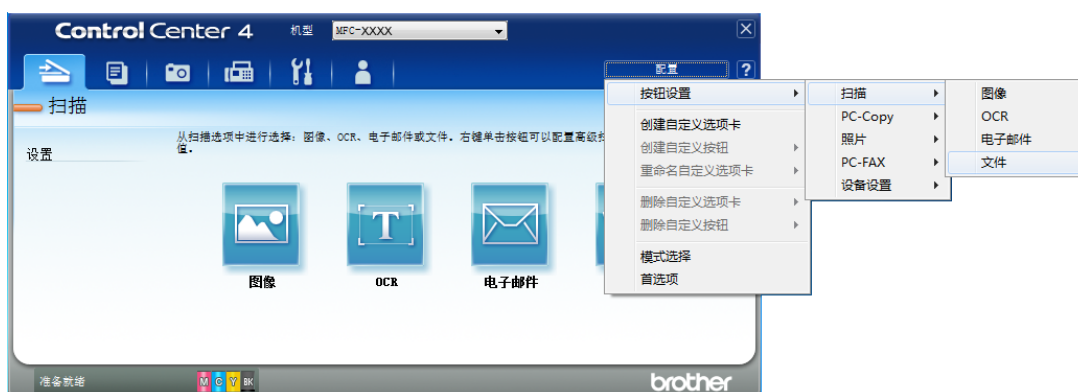 Control Center 4
机型
MFC-XXXX
配置
?
扫描
设置
从扫描选项中进行选择: 图像、OCR、电子邮件或文件。右键单击按钮可以配置高级
值。
图像
OCR
电子邮件
按钮设置
创建自定义选项卡
创建自定义按钮
重命名自定义选项卡
删除自定义选项卡
删除自定义按钮
模式选择
首选项
扫描
PC-Copy
照片
PC-FAX
设备设置
图像
OCR
电子邮件
文件
准备就绪
M C Y BK
brother